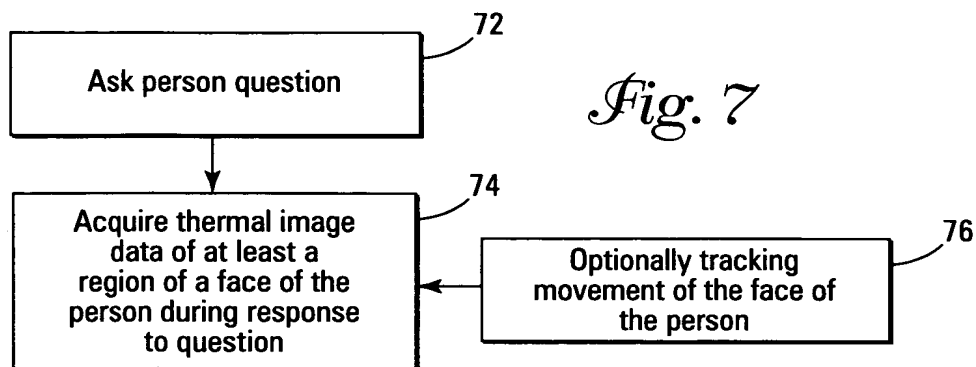 72
Ask person question
Fig. 7
74
Acquire thermal image
data of at least a
region of a face of the
person during response
to question
76
Optionally tracking
movement of the face of
the person